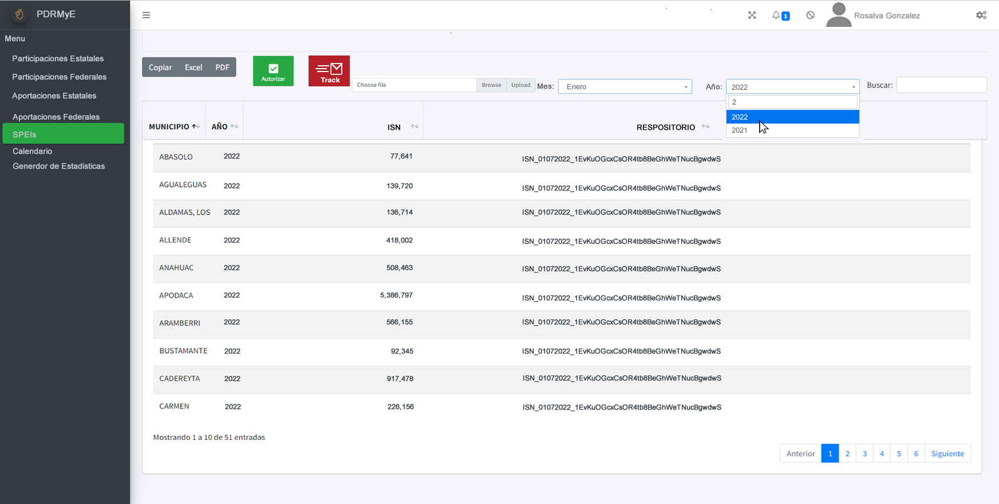 PDRMyE
1
Rosalva Gonzalez
Menu
Participaciones Estatales
Participaciones Federales
Aportaciones Estatales
Aportaciones Federales
SPEIs
Calendario
Generdor de Estadisticas
Copiar Excel PDF
Autorizar
Track
Choose file Browse Upload
Mes: Enero
Año: 2022
Buscar:
2
2022
2021
MUNICIPIO AÑO ISN RESPOSITORIO
ABASOLO 2022 77,641 ISN_01072022_1EvKuOGcxCsOR4tb8BeGhWeTNucBgwdwS
AGUALEGUAS 2022 139,720 ISN_01072022_1EvKuOGcxCsOR4tb8BeGhWeTNucBgwdwS
ALDAMAS, LOS 2022 136,714 ISN_01072022_1EvKuOGcxCsOR4tb8BeGhWeTNucBgwdwS
ALLENDE 2022 418,002 ISN_01072022_1EvKuOGcxCsOR4tb8BeGhWeTNucBgwdwS
ANAHUAC 2022 508,463 ISN_01072022_1EvKuOGcxCsOR4tb8BeGhWeTNucBgwdwS
APODACA 2022 5,386,797 ISN_01072022_1EvKuOGcxCsOR4tb8BeGhWeTNucBgwdwS
ARAMBERRI 2022 566,155 ISN_01072022_1EvKuOGcxCsOR4tb8BeGhWeTNucBgwdwS
BUSTAMANTE 2022 92,345 ISN_01072022_1EvKuOGcxCsOR4tb8BeGhWeTNucBgwdwS
CADEREYTA 2022 917,478 ISN_01072022_1EvKuOGcxCsOR4tb8BeGhWeTNucBgwdwS
CARMEN 2022 226,156 ISN_01072022_1EvKuOGcxCsOR4tb8BeGhWeTNucBgwdwS
Mostrando 1 a 10 de 51 entradas
Anterior 1 2 3 4 5 6 Siguiente